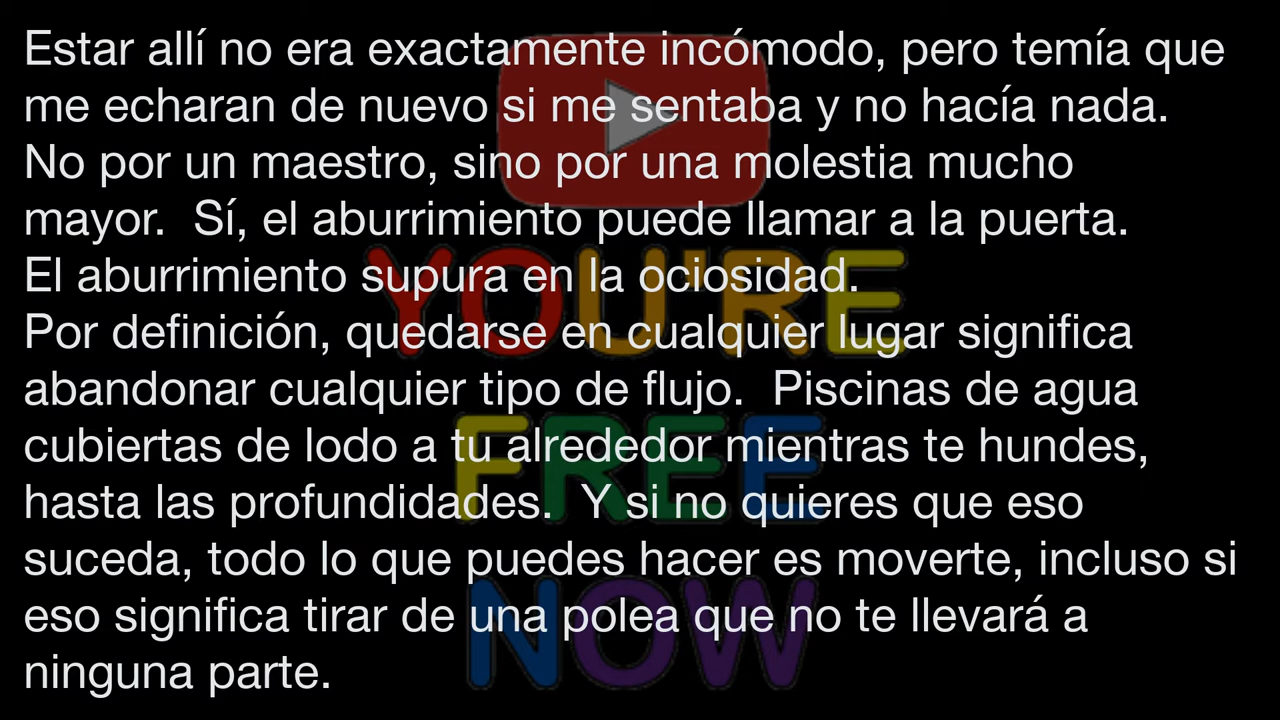 Estar allí no era exactamente incómodo, pero temía que
me echaran de nuevo si me sentaba y no hacía nada.
No por un maestro, sino por una molestia mucho
mayor.  Sí, el aburrimiento puede llamar a la puerta.
El aburrimiento supura en la ociosidad.
Por definición, quedarse en cualquier lugar significa
abandonar cualquier tipo de flujo.  Piscinas de agua
cubiertas de lodo a tu alrededor mientras te hundes,
hasta las profundidades.  Y si no quieres que eso
suceda, todo lo que puedes hacer es moverte, incluso si
eso significa tirar de una polea que no te llevará a
ninguna parte.
YOU'RE
FREE
NOW